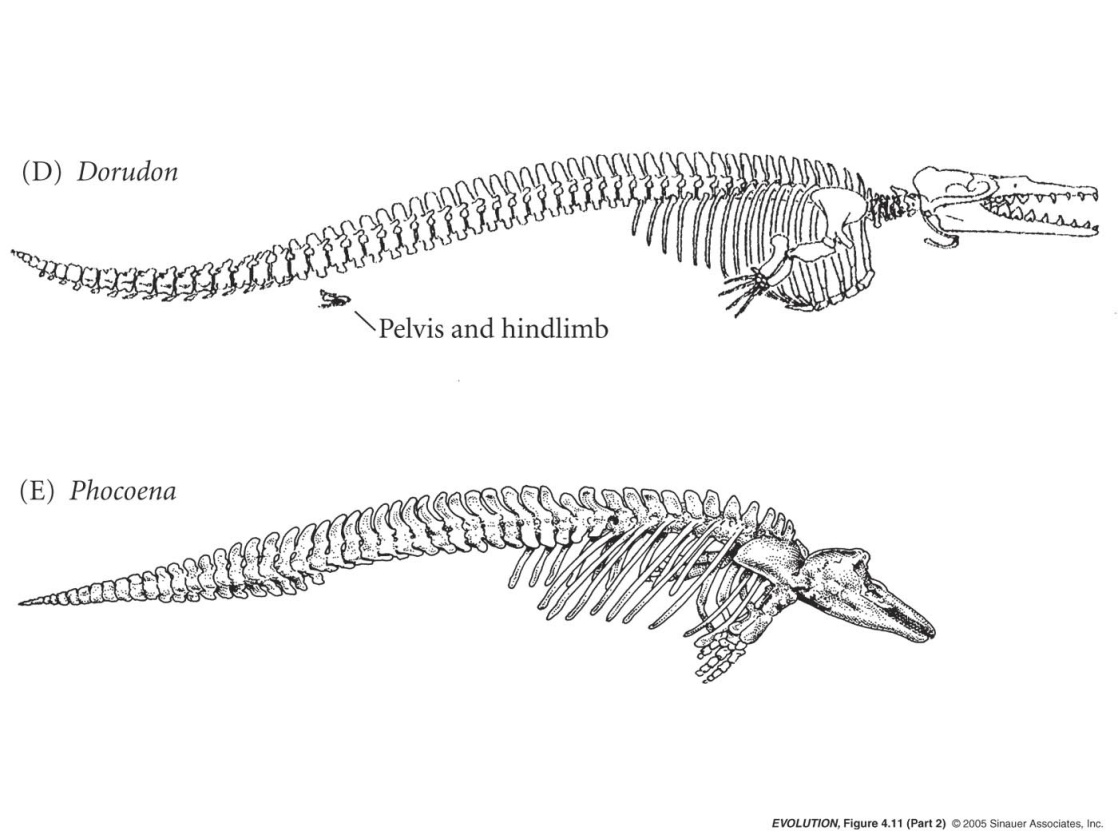 (D) Dorudon
Pelvis and hindlimb
(E) Phocoena
EVOLUTION, Figure 4.11 (Part 2) © 2005 Sinauer Associates, Inc.